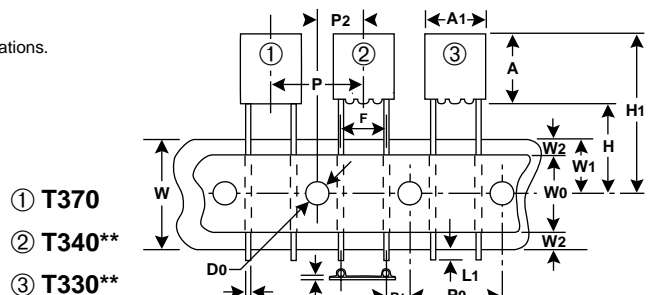 ations.
P2
A1
①
②
③
P
A
H1
F
H
W2
W1
W
W0
① T370
② T340**
W2
D0
L1
③ T330**
P0